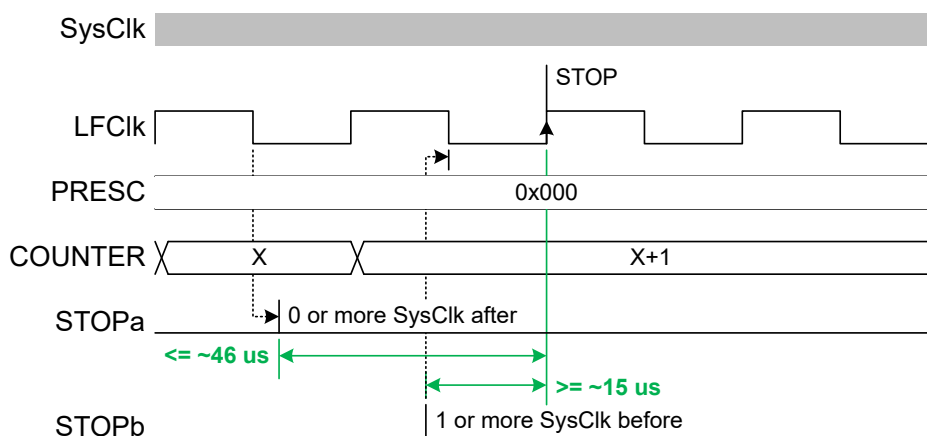 SysClk
STOP
LFClk
PRESC
0x000
COUNTER
X
X+1
STOPa
0 or more SysClk after
<= ~46 us
>= ~15 us
STOPb
1 or more SysClk before